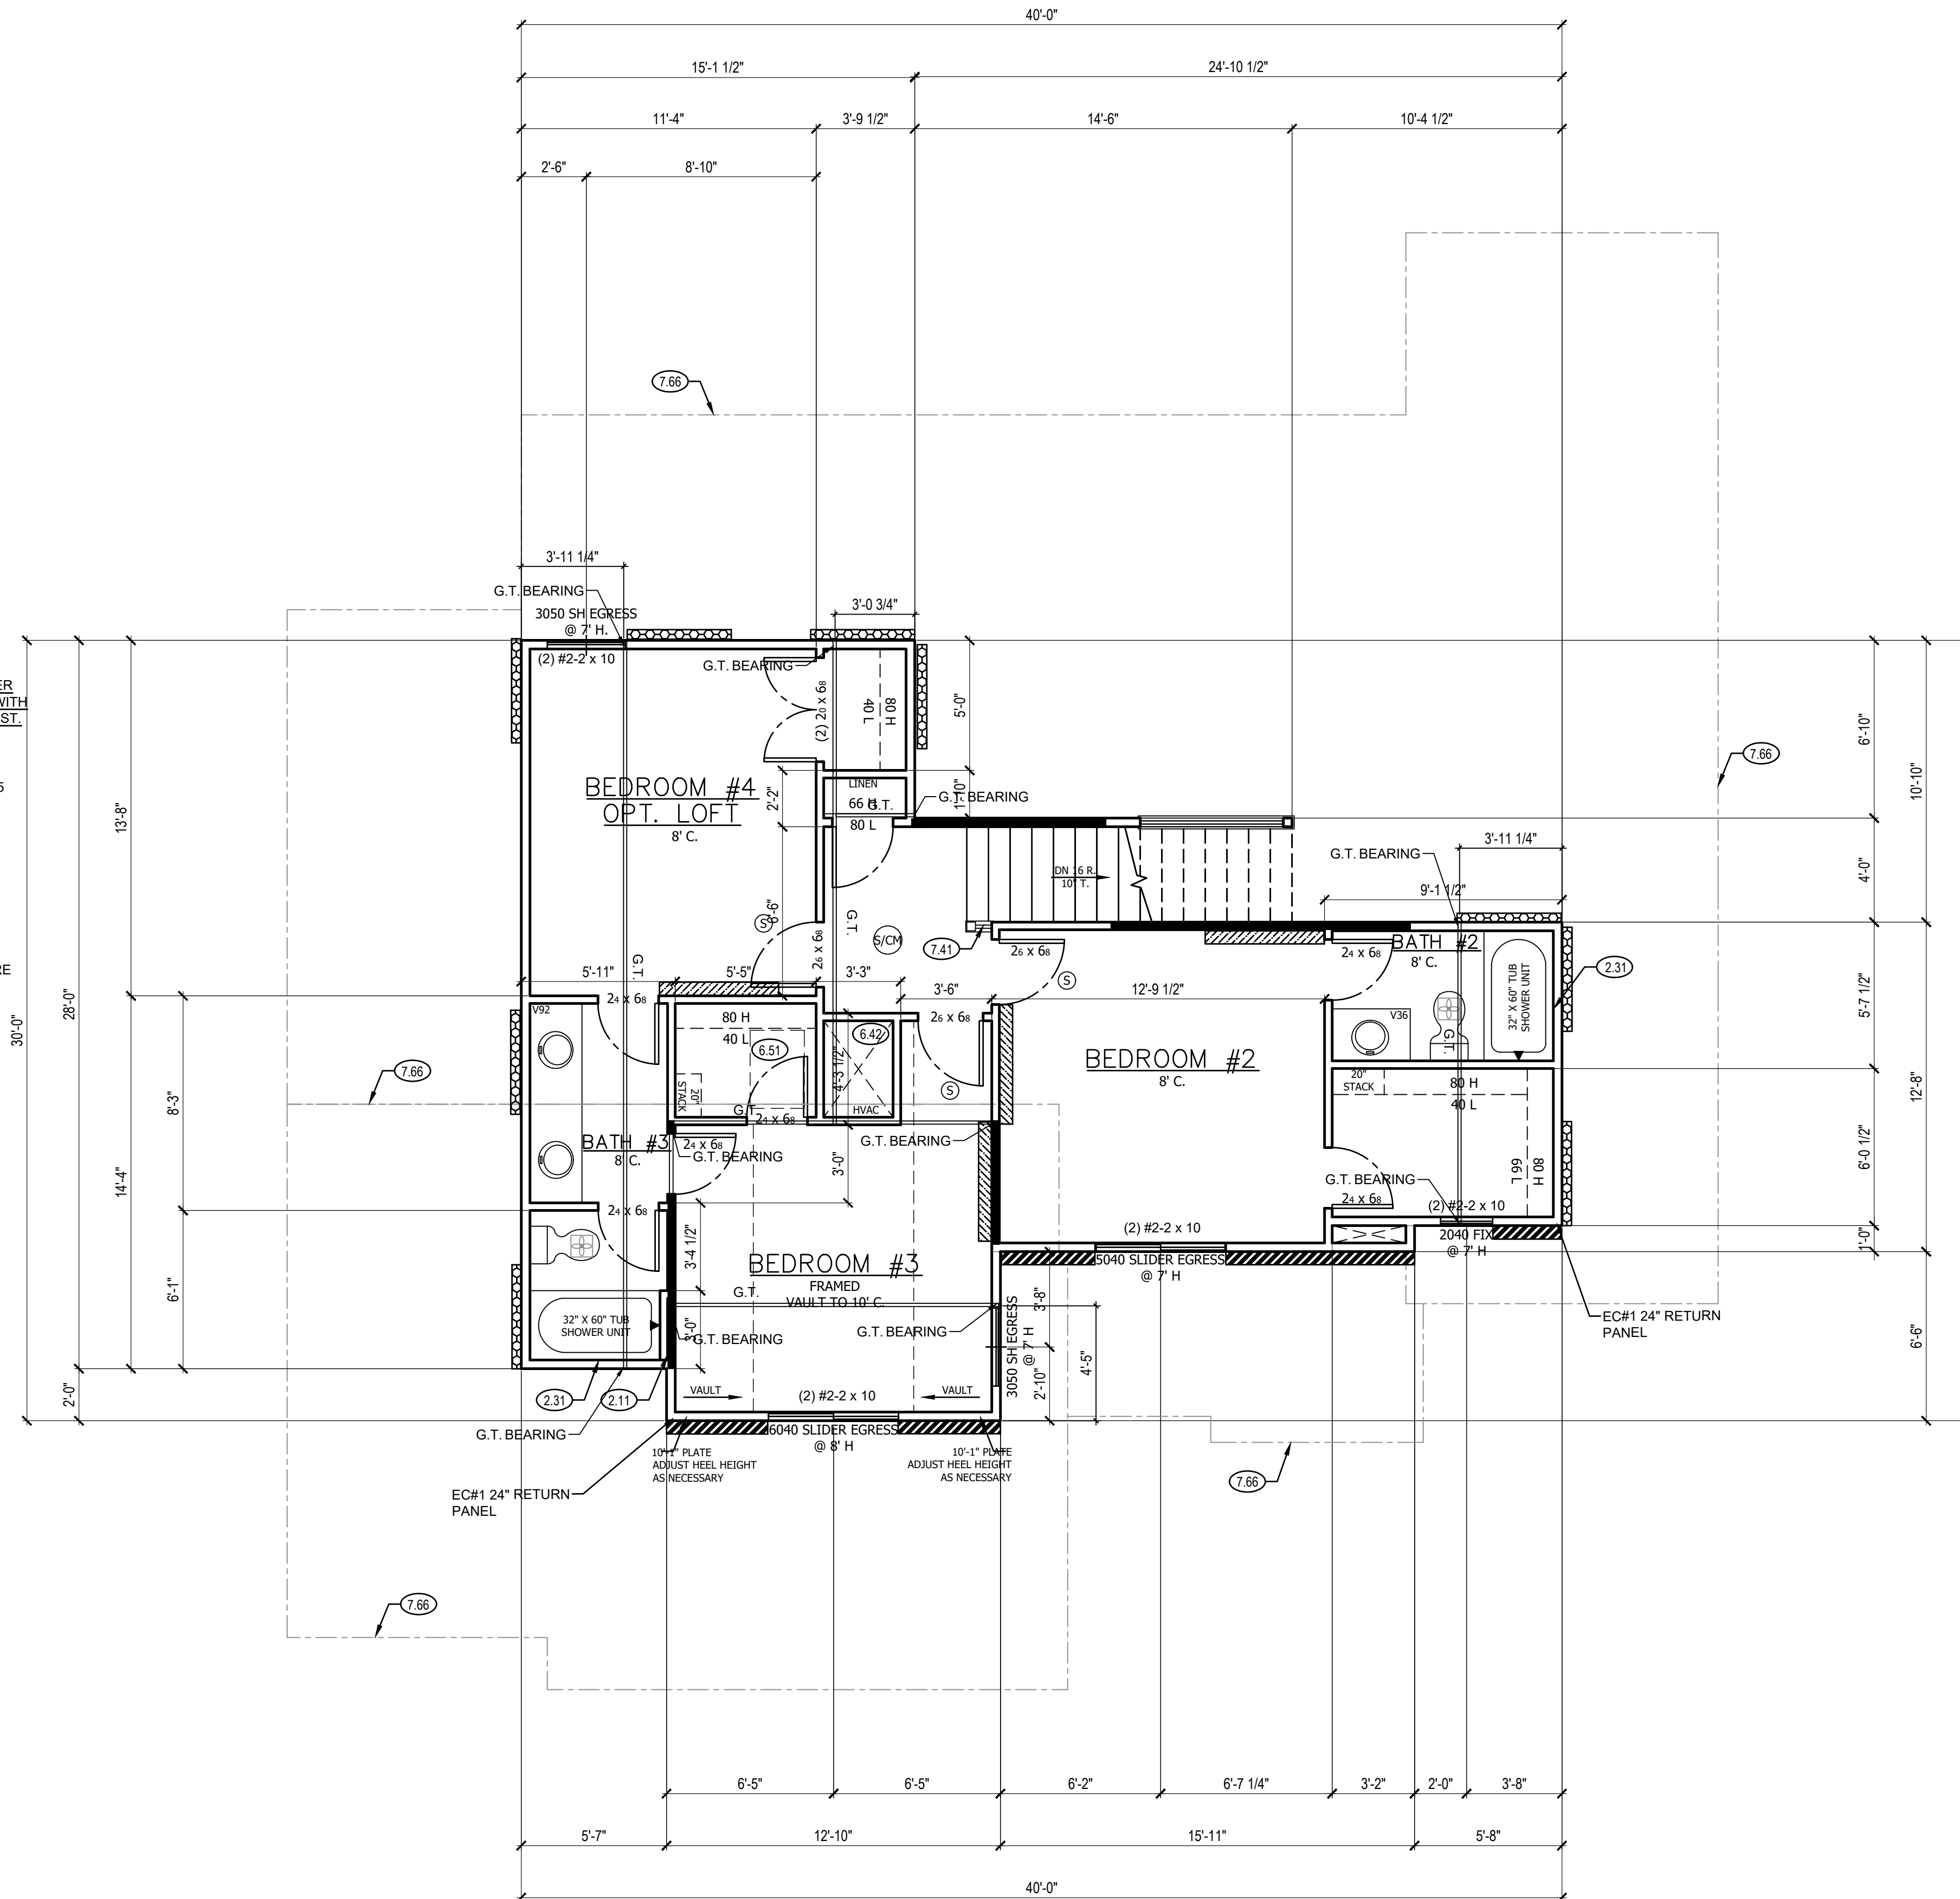 40'-0"
15'-1 1/2"
24'-10 1/2"
11'-4"
3'-9 1/2"
14'-6"
10'-4 1/2"
2'-6"
8'-10"
7.66
3'-11 1/4"
G.T. BEARING
3050 SH EGRESS
@ 7' H.
(2) #2-2 x 10
3'-0 3/4"
G.T. BEARING
(2) 20 x 68
80 H
40 L
5'-0"
6'-10"
10'-10"
7.66
ER
WITH
ST.
5
RE
BEDROOM #4
OPT. LOFT
8' C.
2'-2"
LINEN
66 H
G.T.
80 L
1'-10"
G.T. BEARING
13'-8"
28'-0"
30'-0"
DN 16 R.
10" T.
G.T. BEARING
3'-11 1/4"
4'-0"
9'-1 1/2"
S
6'-6"
26 x 68
G.T.
S/CM
7.41
26 x 68
S
24 x 68
BATH #2
8' C.
2.31
G.T.
5'-11"
5'-5"
3'-3"
3'-6"
12'-9 1/2"
24 x 68
26 x 68
V92
80 H
40 L
6.51
6.42
4'-3 1/2"
HVAC
S
STACK
20"
G.T.
24 x 68
V36
G.T.
32" X 60" TUB
SHOWER UNIT
5'-7 1/2"
BEDROOM #2
8' C.
20"
STACK
80 H
40 L
12'-8"
7.66
8'-3"
14'-4"
BATH #3
8' C.
24 x 68
G.T. BEARING
G.T. BEARING
3'-0"
6'-0 1/2"
80 H
66 L
G.T. BEARING
24 x 68
(2) #2-2 x 10
24 x 68
3'-4 1/2"
(2) #2-2 x 10
5040 SLIDER EGRESS
@ 7' H
2040 FIX
@ 7' H
1'-0"
BEDROOM #3
FRAMED
VAULT TO 10' C.
G.T.
6'-1"
32" X 60" TUB
SHOWER UNIT
G.T. BEARING
G.T. BEARING
3050 SH EGRESS
@ 7' H
3'-8"
2'-10"
4'-5"
EC#1 24" RETURN
PANEL
6'-6"
2'-0"
2.31
2.11
VAULT
(2) #2-2 x 10
VAULT
6040 SLIDER EGRESS
@ 8' H
G.T. BEARING
10'-1" PLATE
ADJUST HEEL HEIGHT
AS NECESSARY
10'-1" PLATE
ADJUST HEEL HEIGHT
AS NECESSARY
EC#1 24" RETURN
PANEL
7.66
7.66
6'-5"
6'-5"
6'-2"
6'-7 1/4"
3'-2"
2'-0"
3'-8"
5'-7"
12'-10"
15'-11"
5'-8"
40'-0"